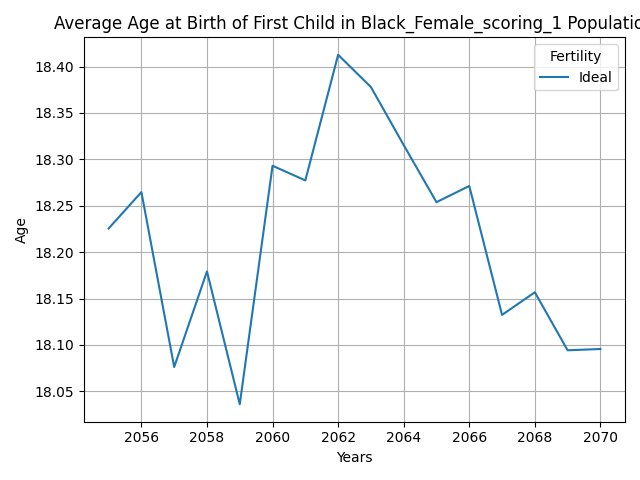 Average Age at Birth of First Child in Black_Female_scoring_1 Populatio
Fertility
Ideal
18.40
18.35
18.30
18.25
18.20
18.15
18.10
18.05
Age
2056 2058 2060 2062 2064 2066 2068 2070
Years